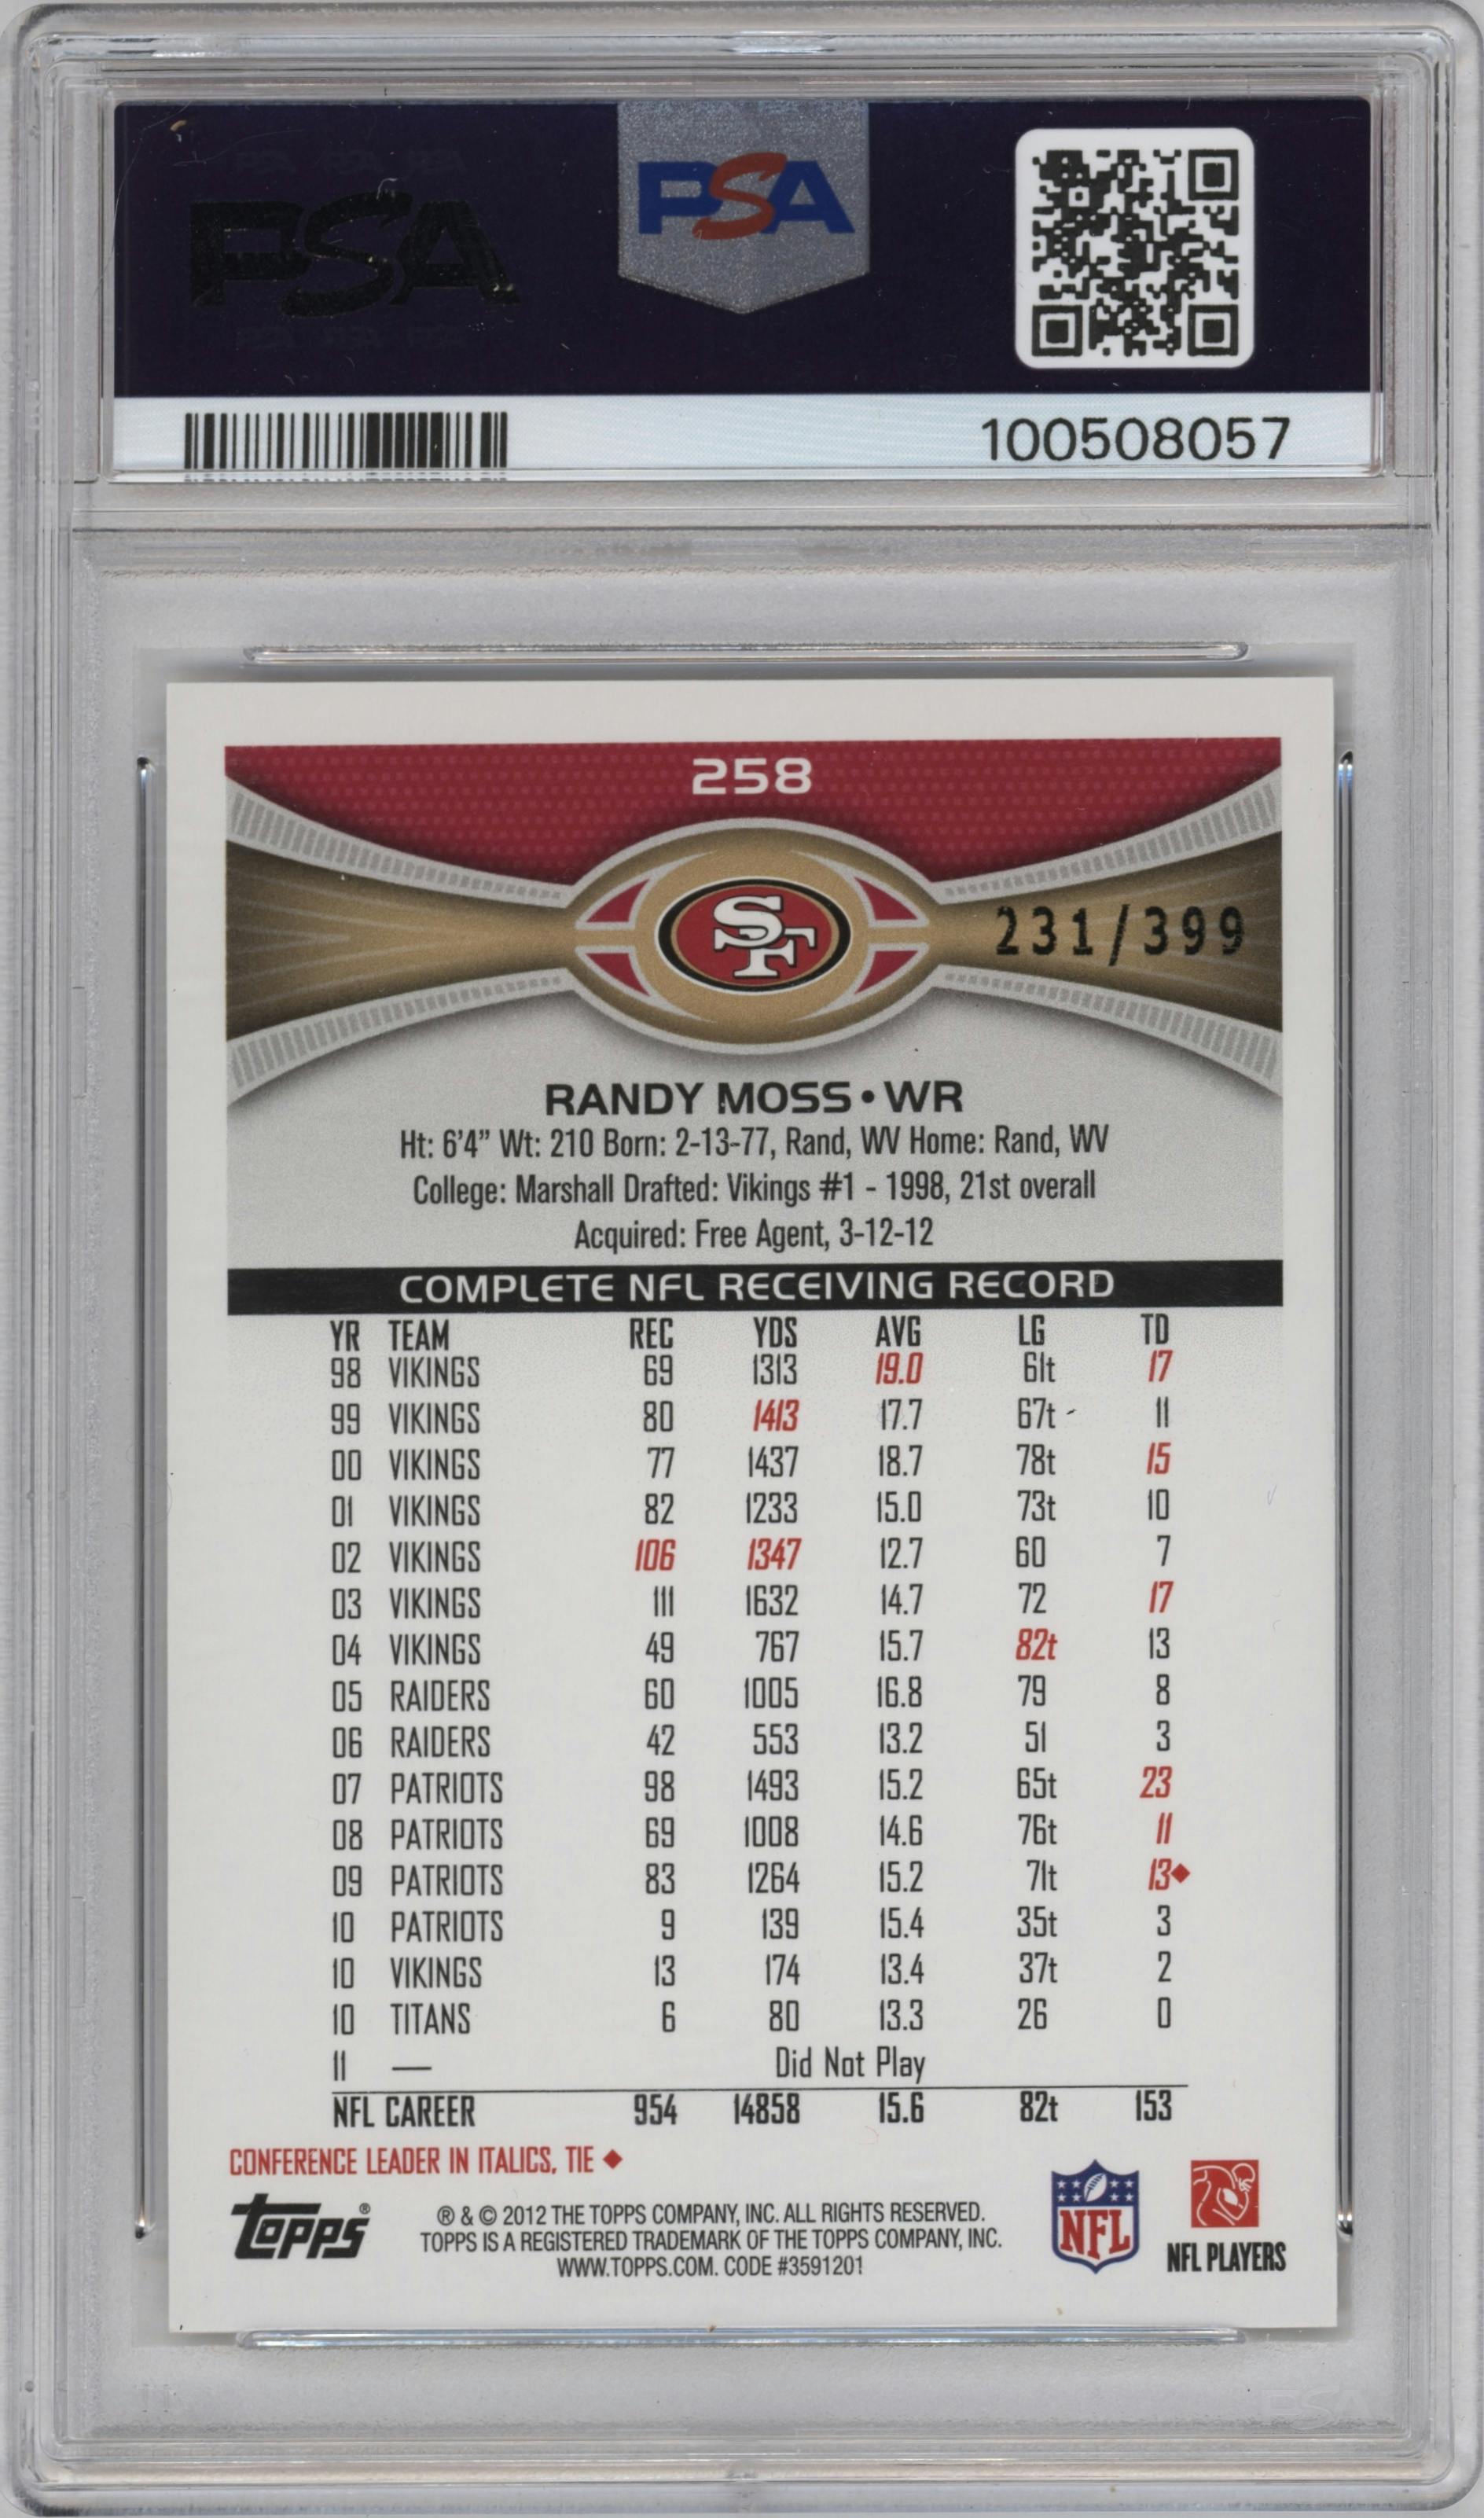 PSA
PSA
100508057
258
SF
231/399
RANDY MOSS • WR
Ht: 6'4" Wt: 210 Born: 2-13-77, Rand, WV Home: Rand, WV
College: Marshall Drafted: Vikings #1 - 1998, 21st overall
Acquired: Free Agent, 3-12-12
COMPLETE NFL RECEIVING RECORD
YR TEAM REC YDS AVG LG TD
98 VIKINGS 69 1313 19.0 61t 17
99 VIKINGS 80 1413 17.7 67t 11
00 VIKINGS 77 1437 18.7 78t 15
01 VIKINGS 82 1233 15.0 73t 10
02 VIKINGS 106 1347 12.7 60 7
03 VIKINGS 111 1632 14.7 72 17
04 VIKINGS 49 767 15.7 82t 13
05 RAIDERS 60 1005 16.8 79 8
06 RAIDERS 42 553 13.2 51 3
07 PATRIOTS 98 1493 15.2 65t 23
08 PATRIOTS 69 1008 14.6 76t 11
09 PATRIOTS 83 1264 15.2 71t 13◆
10 PATRIOTS 9 139 15.4 35t 3
10 VIKINGS 13 174 13.4 37t 2
10 TITANS 6 80 13.3 26 0
11 — Did Not Play
NFL CAREER 954 14858 15.6 82t 153
CONFERENCE LEADER IN ITALICS, TIE ◆
Topps®
® & © 2012 THE TOPPS COMPANY, INC. ALL RIGHTS RESERVED.
TOPPS IS A REGISTERED TRADEMARK OF THE TOPPS COMPANY, INC.
WWW.TOPPS.COM. CODE #3591201
NFL
NFL PLAYERS
PSA